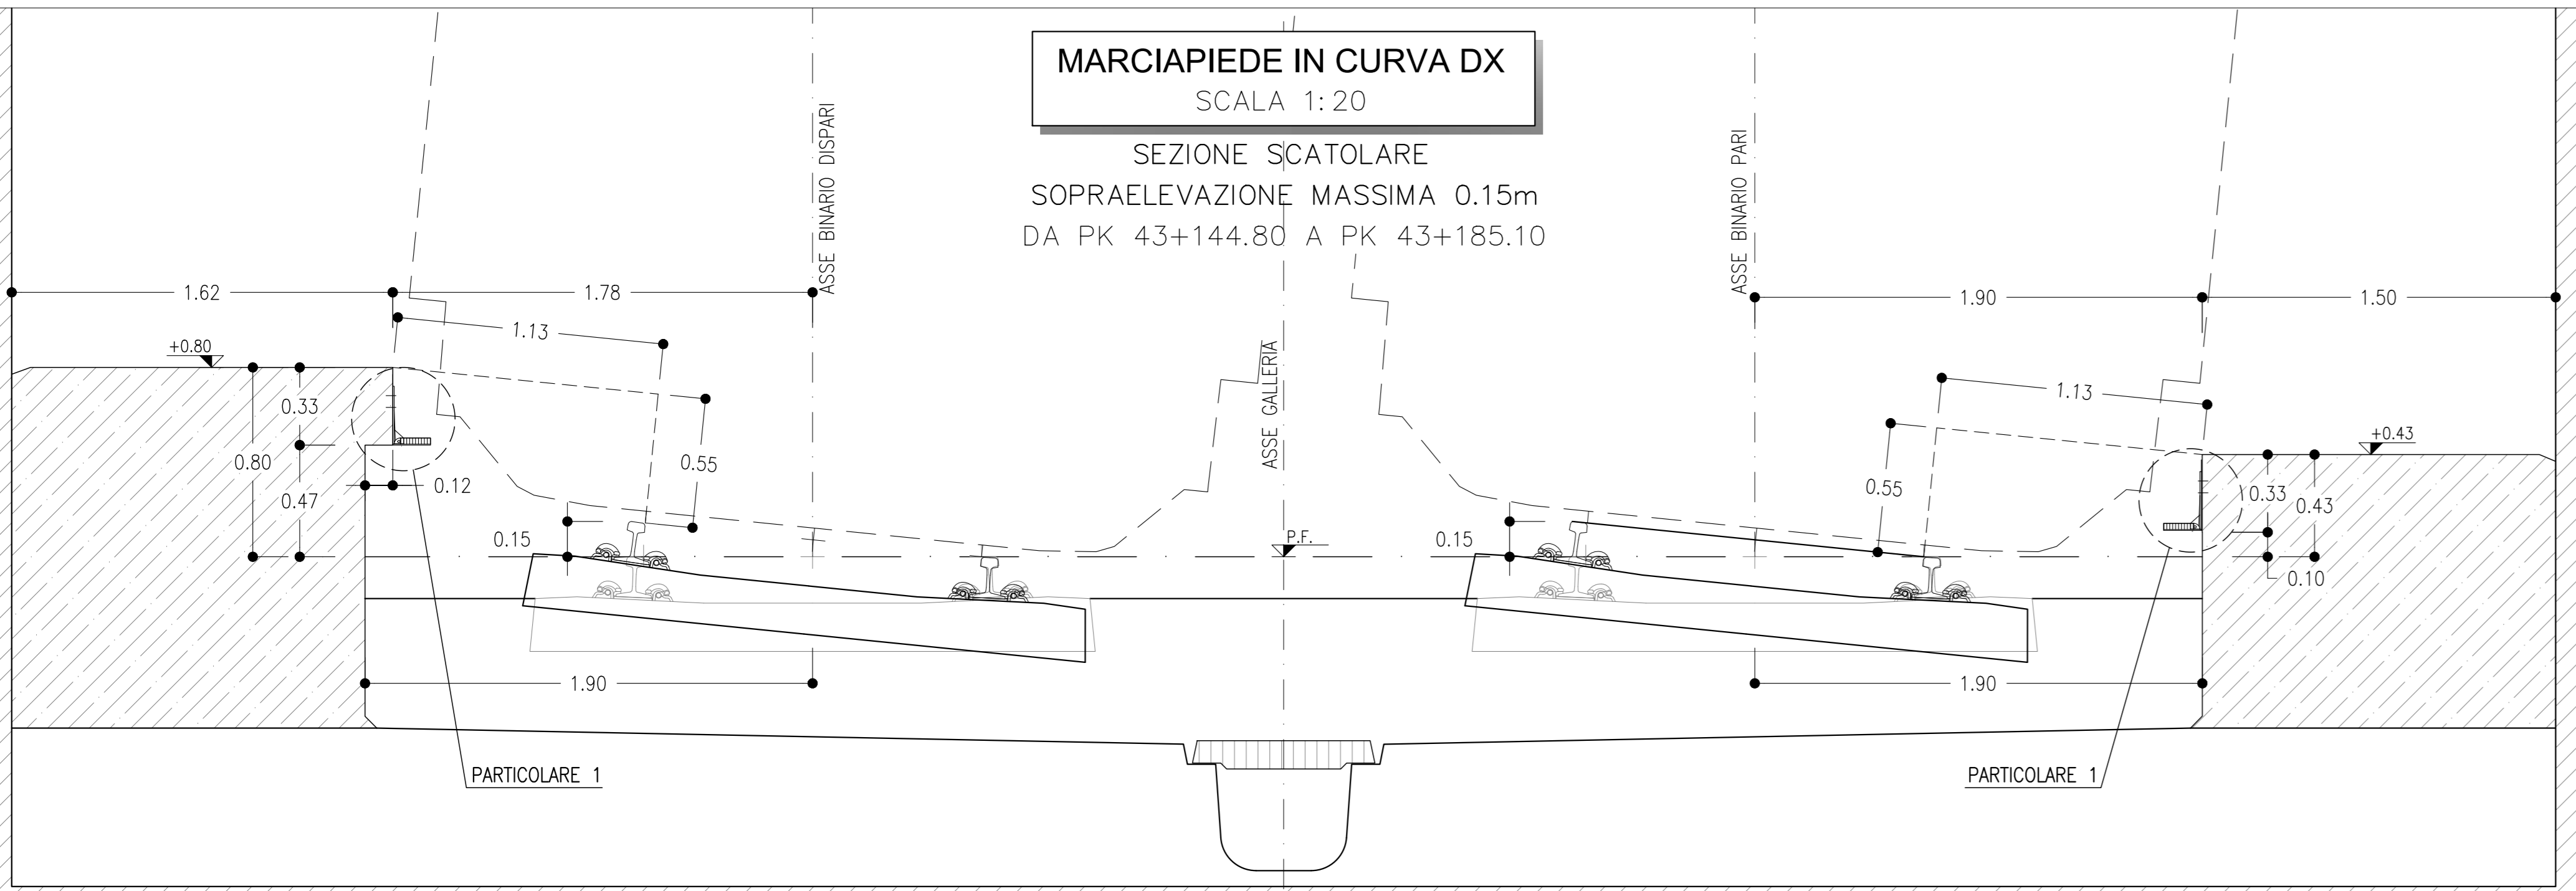 MARCIAPIEDE IN CURVA DX
SCALA 1:20
SEZIONE SCATOLARE
SOPRAELEVAZIONE MASSIMA 0.15m
DA PK 43+144.80 A PK 43+185.10
ASSE BINARIO DISPARI
ASSE BINARIO PARI
ASSE GALLERIA
1.62
1.78
1.90
1.50
1.13
1.13
+0.80
+0.43
0.33
0.80
0.47
0.12
0.55
0.15
P.F.
0.15
0.55
0.33
0.43
0.10
1.90
1.90
PARTICOLARE 1
PARTICOLARE 1